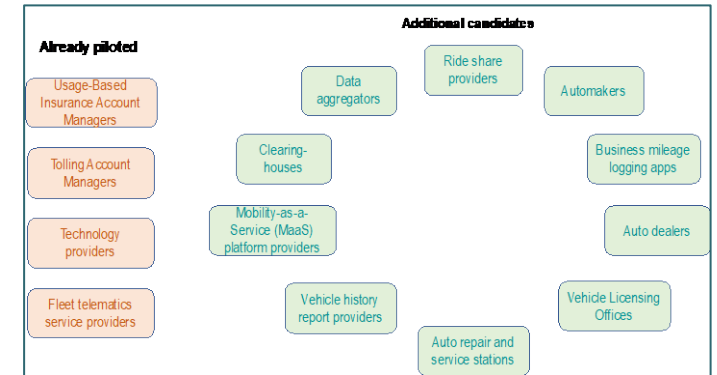 Already piloted
Usage-Based
Insurance Account
Managers
Tolling Account
Managers
Technology
providers
Fleet telematics
service providers
Additional candidates
Ride share
providers
Data
aggregators
Automakers
Clearing-
houses
Business mileage
logging apps
Mobility-as-a-
Service (MaaS)
platform providers
Auto dealers
Vehicle history
report providers
Vehicle Licensing
Offices
Auto repair and
service stations